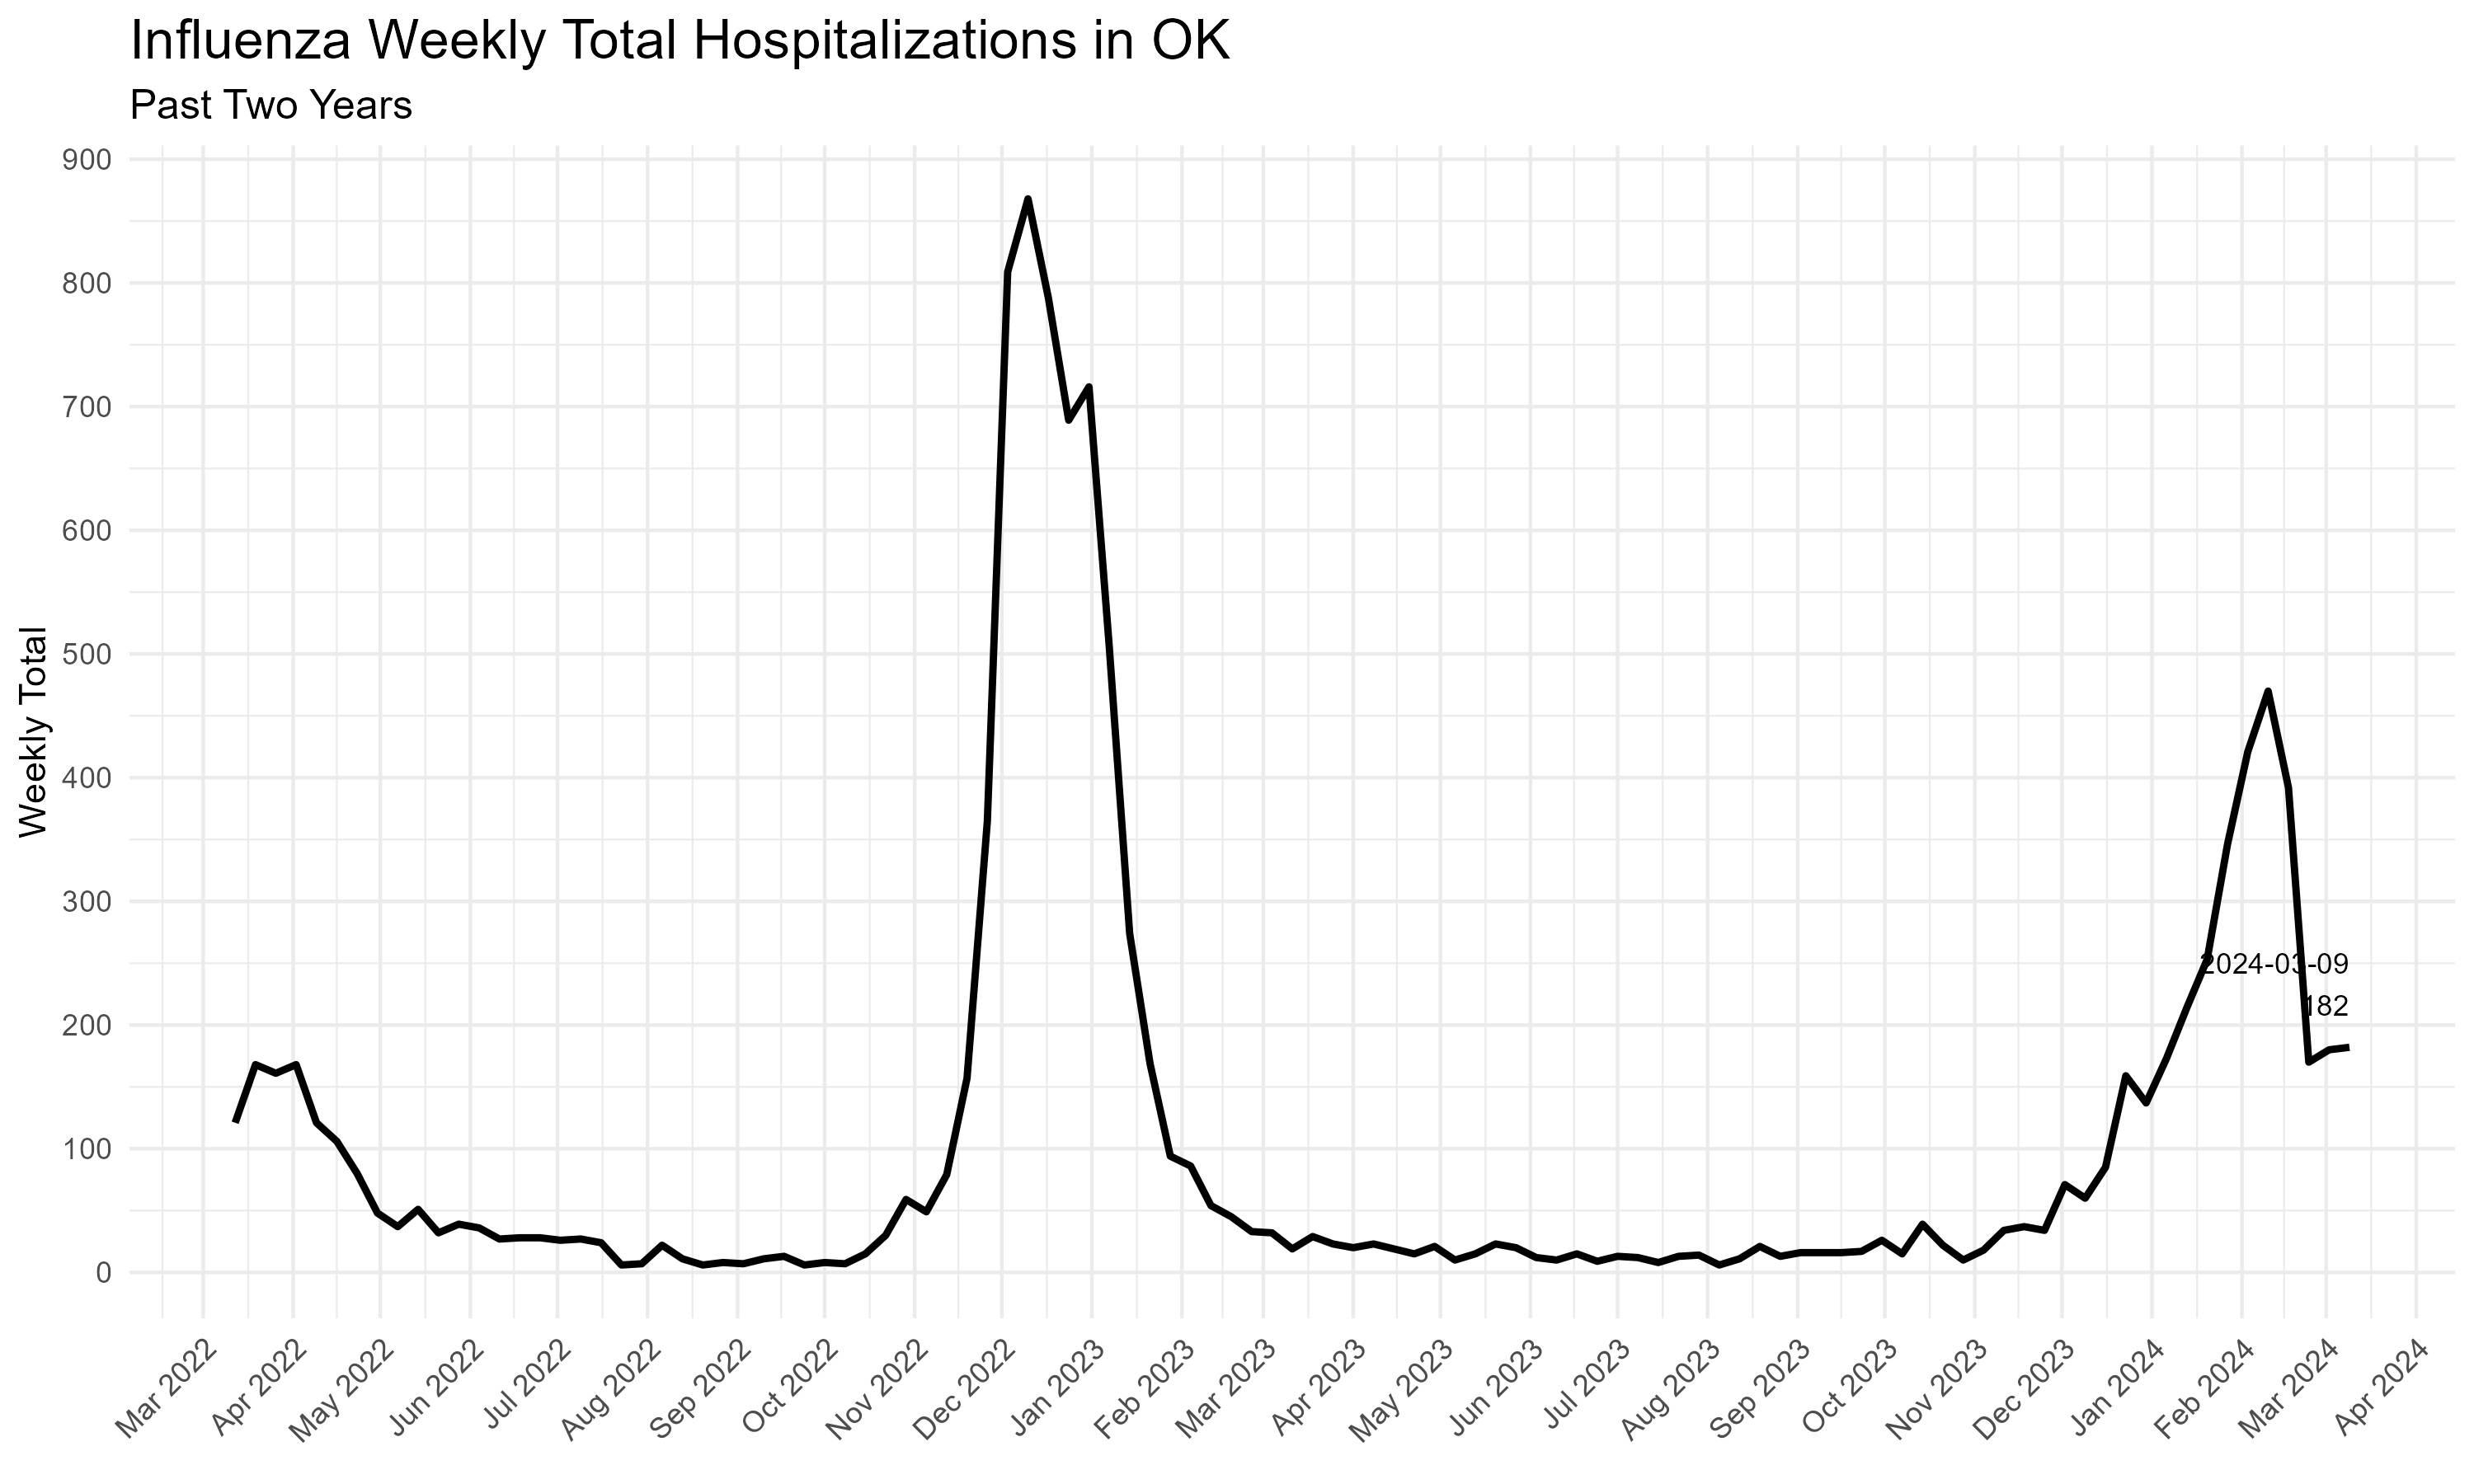 Influenza Weekly Total Hospitalizations in OK
Past Two Years
Weekly Total
900
800
700
600
500
400
300
200
100
0
2024-03-09
182
Mar 2022
Apr 2022
May 2022
Jun 2022
Jul 2022
Aug 2022
Sep 2022
Oct 2022
Nov 2022
Dec 2022
Jan 2023
Feb 2023
Mar 2023
Apr 2023
May 2023
Jun 2023
Jul 2023
Aug 2023
Sep 2023
Oct 2023
Nov 2023
Dec 2023
Jan 2024
Feb 2024
Mar 2024
Apr 2024